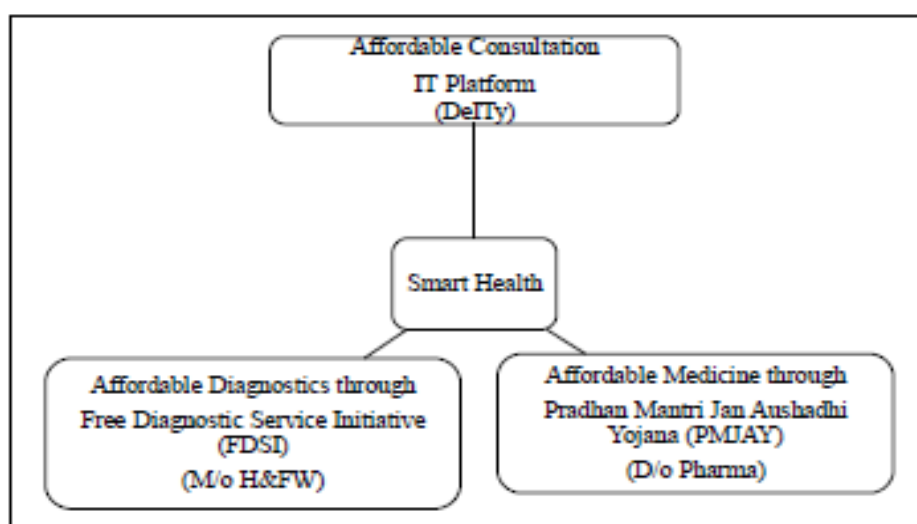 Affordable Consultation
IT Platform
(DeITy)
Smart Health
Affordable Diagnostics through
Free Diagnostic Service Initiative
(FDSI)
(M/o H&FW)
Affordable Medicine through
Pradhan Mantri Jan Aushadhi
Yojana (PMJAY)
(D/o Pharma)